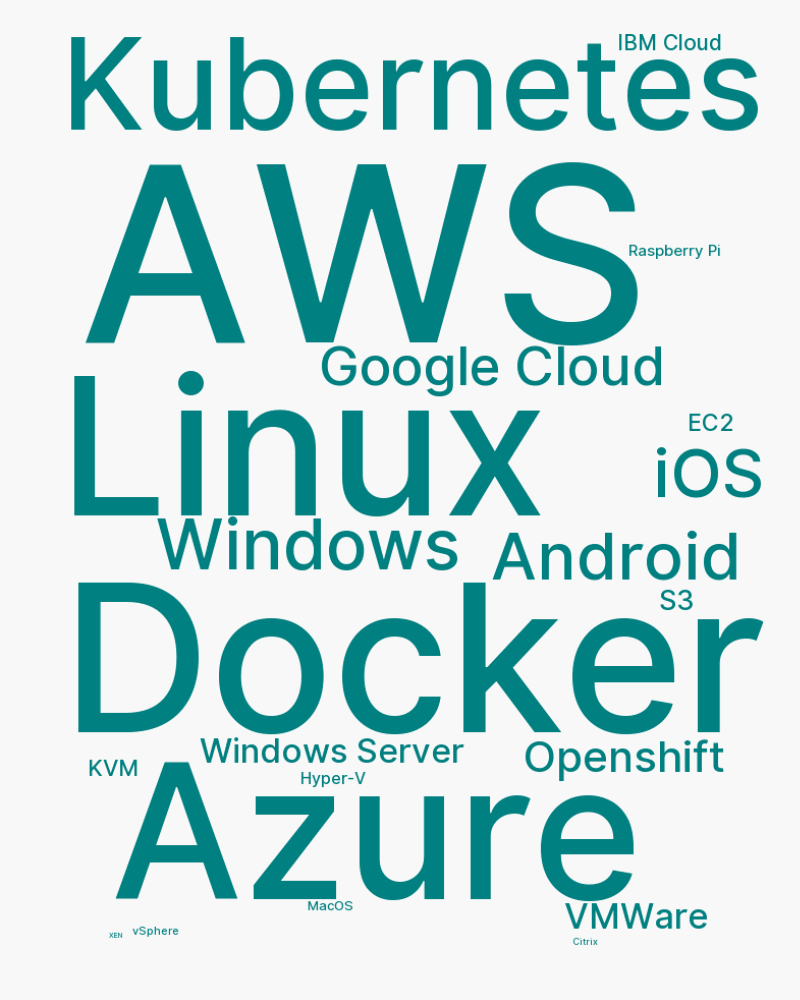 IBM Cloud
Kubernetes
AWS
Raspberry Pi
Google Cloud
Linux
EC2
iOS
Windows
Android
S3
Docker
Windows Server
Openshift
KVM
Hyper-V
Azure
MacOS
VMWare
XEN
vSphere
Citrix